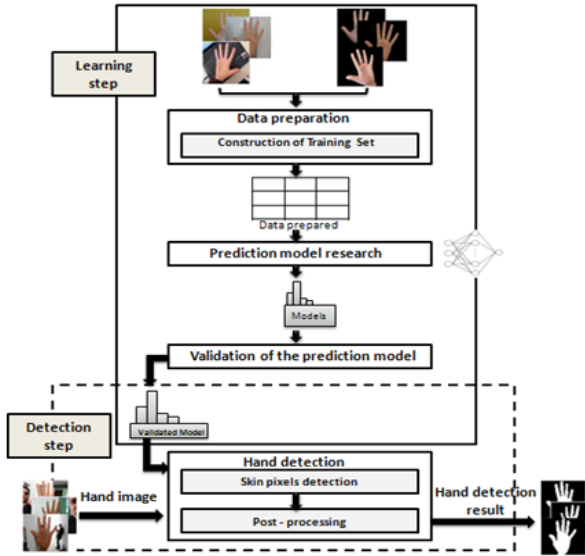 Learning
step
Data preparation
Construction of Training Set
Data prepared
Prediction model research
Models
Validation of the prediction model
Detection
step
Validated Model
Hand detection
Skin pixels detection
Hand image
Hand detection
result
Post - processing